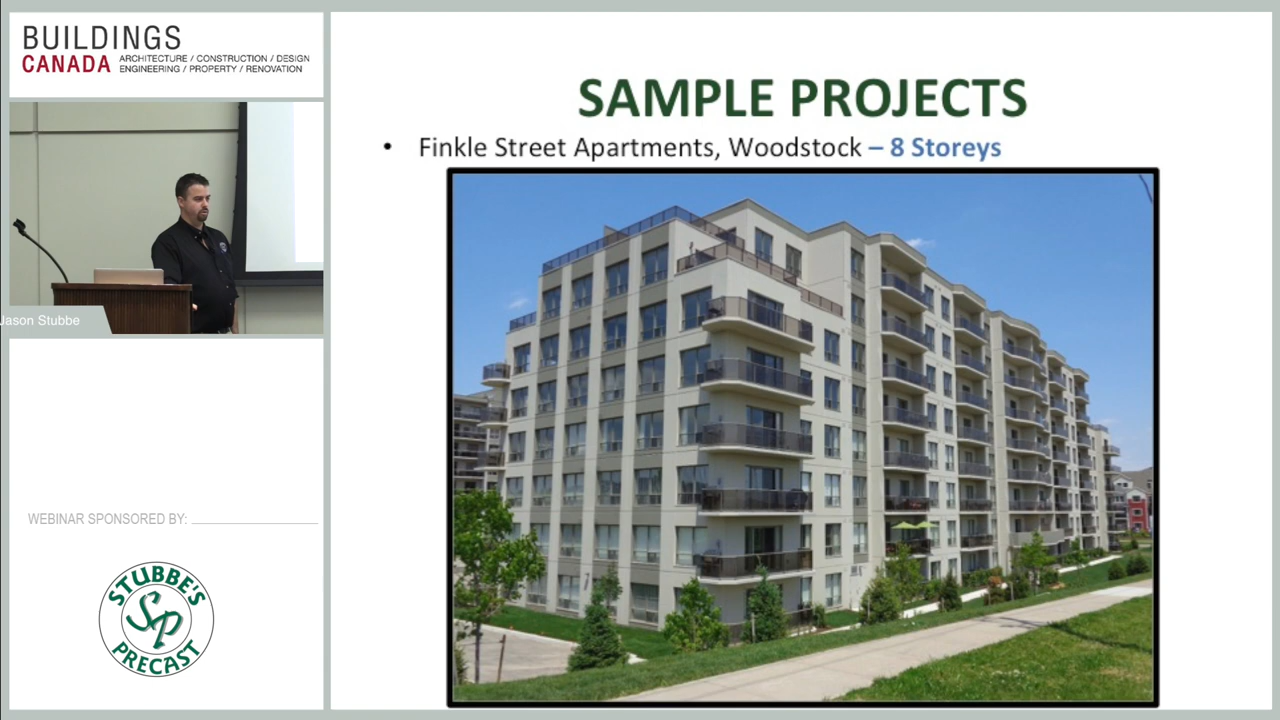 BUILDINGS
CANADA ARCHITECTURE / CONSTRUCTION / DESIGN
ENGINEERING / PROPERTY / RENOVATION
Jason Stubbe
WEBINAR SPONSORED BY:
STUBBE'S
SP
PRECAST
SAMPLE PROJECTS
• Finkle Street Apartments, Woodstock – 8 Storeys